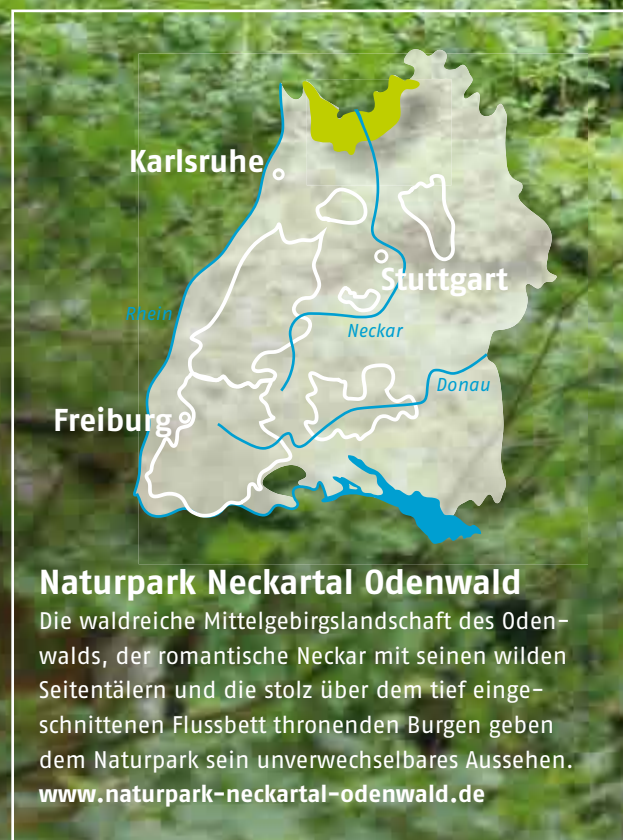 Karlsruhe
Stuttgart
Rhein
Neckar
Donau
Freiburg
Naturpark Neckartal Odenwald
Die waldreiche Mittelgebirgslandschaft des Oden-
walds, der romantische Neckar mit seinen wilden
Seitentälern und die stolz über dem tief einge-
schnittenen Flussbett thronenden Burgen geben
dem Naturpark sein unverwechselbares Aussehen.
www.naturpark-neckartal-odenwald.de